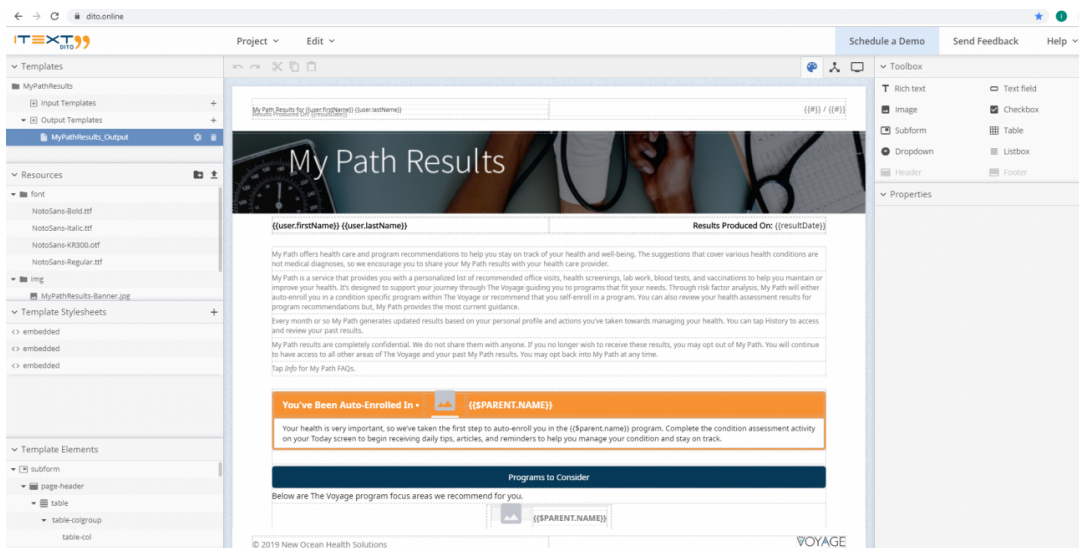 dito.online
ITEXT DITO
Project
Edit
Schedule a Demo
Send Feedback
Help
Templates
MyPathResults
Input Templates
Output Templates
MyPathResults_Output
Resources
font
NotoSans-Bold.ttf
NotoSans-Italic.ttf
NotoSans-KR300.otf
NotoSans-Regular.ttf
img
MyPathResults-Banner.jpg
Template Stylesheets
<> embedded
<> embedded
<> embedded
Template Elements
subform
page-header
table
table-colgroup
table-col
My Path Results for {{user.firstName}} {{user.lastName}}
Results Produced On: {{resultDate}}
{{#}} / {{#}}
My Path Results
{{user.firstName}} {{user.lastName}}
Results Produced On: {{resultDate}}
My Path offers health care and program recommendations to help you stay on track of your health and well-being. The suggestions that cover various health conditions are
not medical diagnoses, so we encourage you to share your My Path results with your health care provider.
My Path is a service that provides you with a personalized list of recommended office visits, health screenings, lab work, blood tests, and vaccinations to help you maintain or
improve your health. It's designed to support your journey through The Voyage guiding you to programs that fit your needs. Through risk factor analysis, My Path will either
auto-enroll you in a condition specific program within The Voyage or recommend that you self-enroll in a program. You can also review your health assessment results for
program recommendations but, My Path provides the most current guidance.
Every month or so My Path generates updated results based on your personal profile and actions you've taken towards managing your health. You can tap History to access
and review your past results.
My Path results are completely confidential. We do not share them with anyone. If you no longer wish to receive these results, you may opt out of My Path. You will continue
to have access to all other areas of The Voyage and your past My Path results. You may opt back into My Path at any time.
Tap Info for My Path FAQs.
You've Been Auto-Enrolled In • {{$PARENT.NAME}}
Your health is very important, so we've taken the first step to auto-enroll you in the {{$parent.name}} program. Complete the condition assessment activity
on your Today screen to begin receiving daily tips, articles, and reminders to help you manage your condition and stay on track.
Programs to Consider
Below are The Voyage program focus areas we recommend for you.
{{$PARENT.NAME}}
© 2019 New Ocean Health Solutions
VOYAGE
Toolbox
Rich text
Text field
Image
Checkbox
Subform
Table
Dropdown
Listbox
Header
Footer
Properties